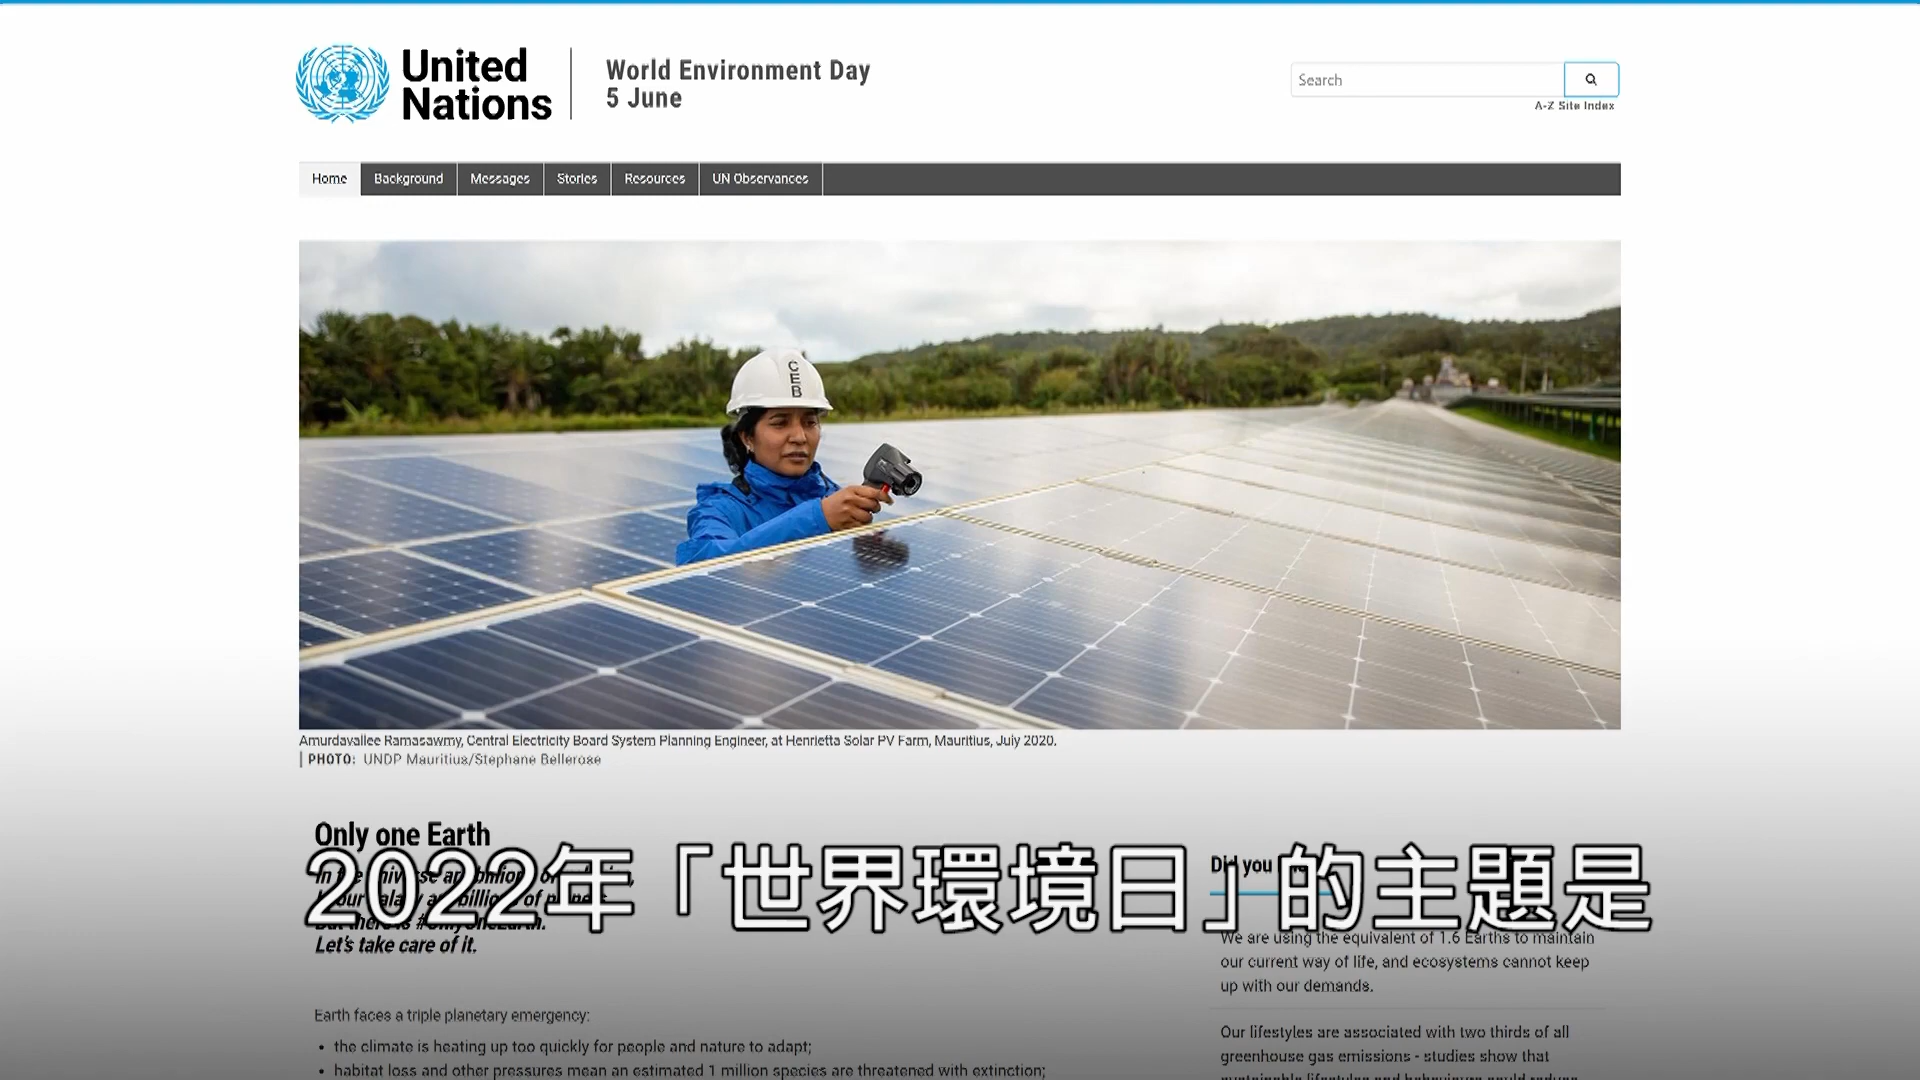 United
Nations
World Environment Day
5 June
Search
A-Z Site Index
Home
Background
Messages
Stories
Resources
UN Observances
CEB
Amurdavallee Ramasawmy, Central Electricity Board System Planning Engineer, at Henrietta Solar PV Farm, Mauritius, July 2020.
PHOTO: UNDP Mauritius/Stephane Bellerose
Only one Earth
Let's take care of it.
Earth faces a triple planetary emergency:
• the climate is heating up too quickly for people and nature to adapt;
• habitat loss and other pressures mean an estimated 1 million species are threatened with extinction;
Did you
We are using the equivalent of 1.6 Earths to maintain
our current way of life, and ecosystems cannot keep
up with our demands.
Our lifestyles are associated with two thirds of all
greenhouse gas emissions - studies show that
2022年「世界環境日」的主題是